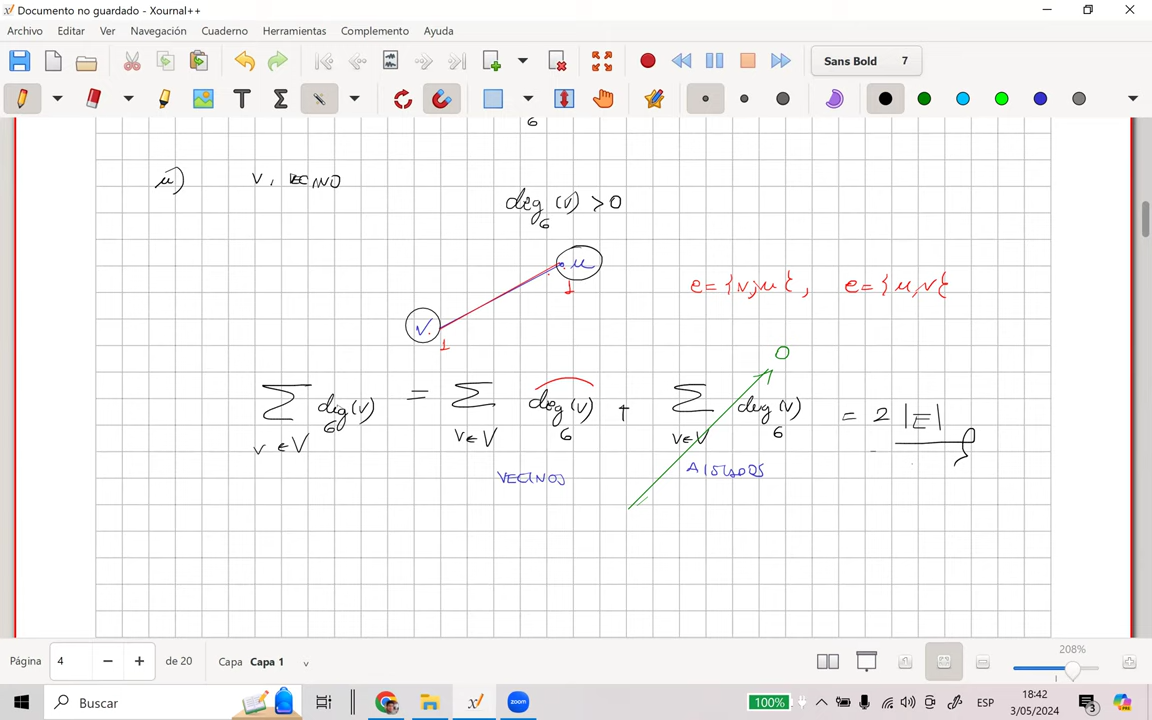 Documento no guardado - Xournal++
Archivo Editar Ver Navegación Cuaderno Herramientas Complemento Ayuda
Sans Bold 7
6
ii) V. VECINO
deg_G (v) > 0
u
1
e = {v, u}, e = {u, v}
v
1
0
∑_{v ∈ V} deg_G (v) = ∑_{v ∈ V} deg_G (v) + ∑_{v ∈ V} deg_G (v) = 2 |E|
VECINOS AISLADOS
Página 4 de 20 Capa Capa 1 208%
Buscar 100% ESP 18:42
3/05/2024 3